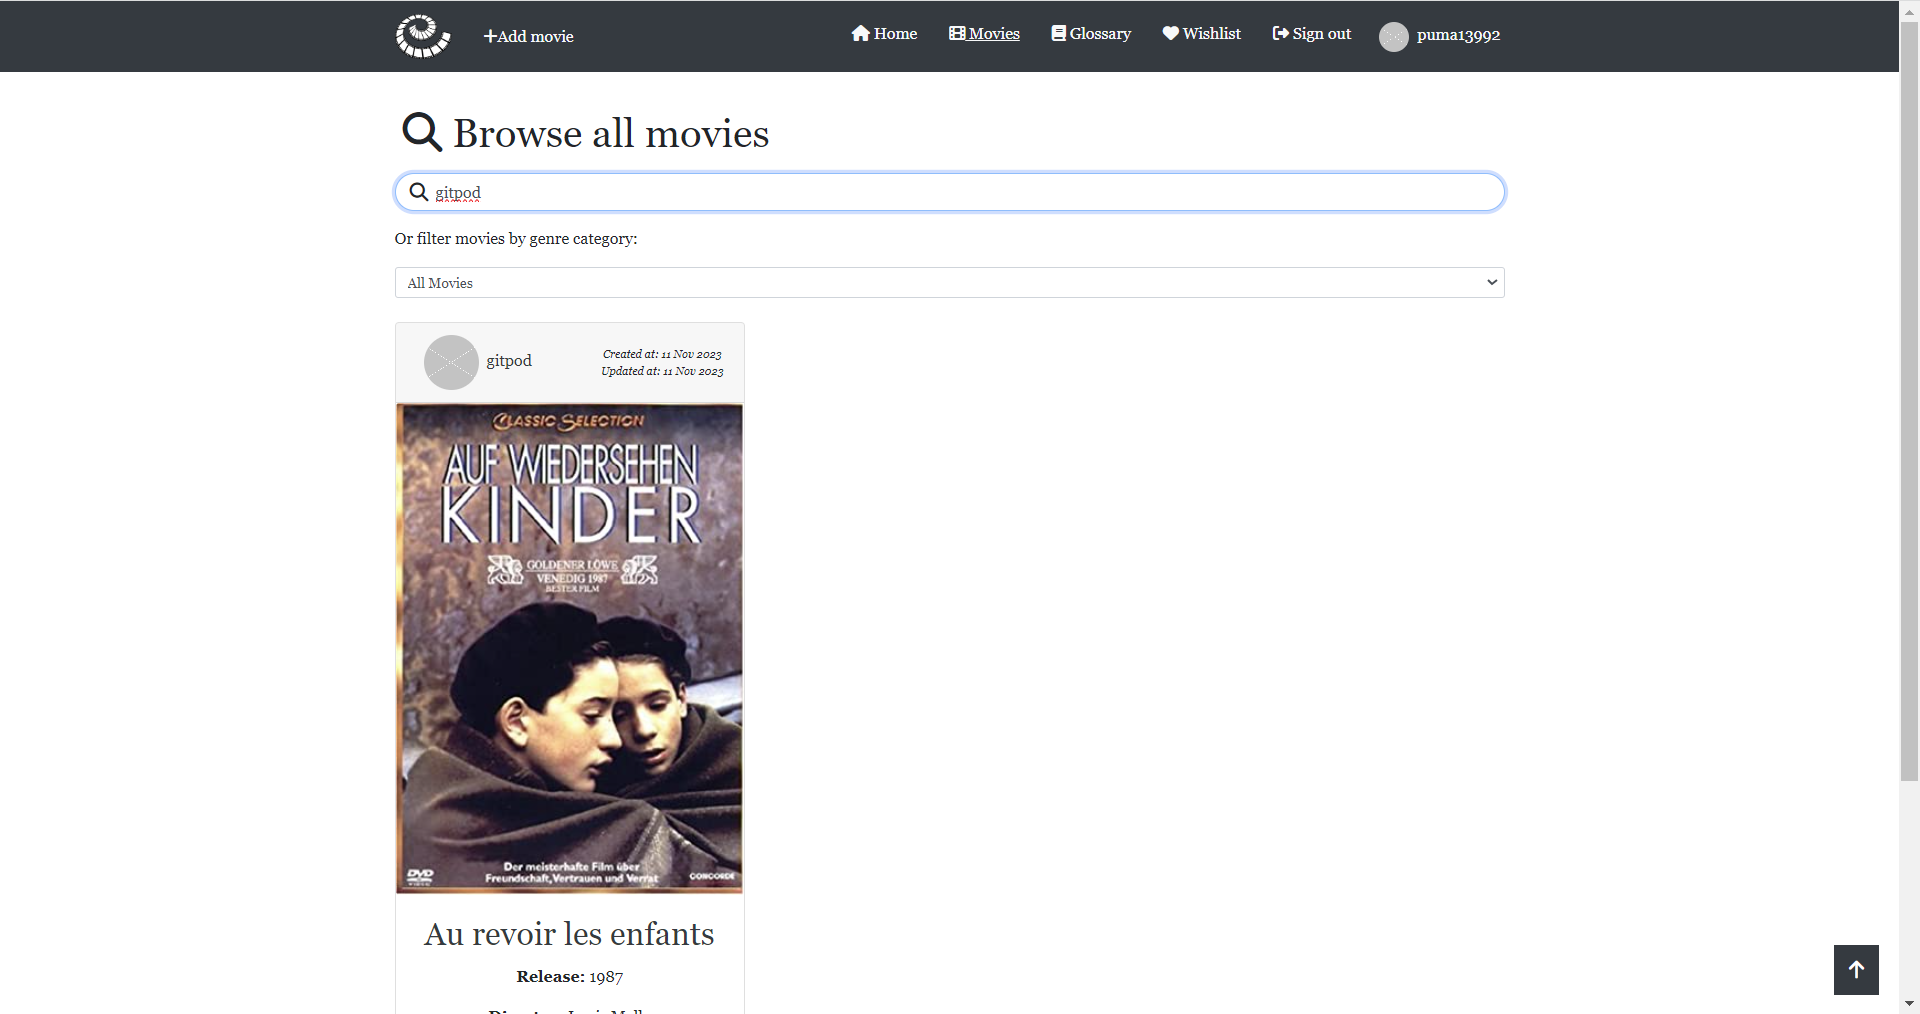 Add movie
Home
Movies
Glossary
Wishlist
Sign out
puma13992
Browse all movies
gitpod
Or filter movies by genre category:
All Movies
gitpod
Created at: 11 Nov 2023
Updated at: 11 Nov 2023
CLASSIC SELECTION
AUF WIEDERSEHEN
KINDER
GOLDENER LÖWE
VENEDIG 1987
BESTER FILM
Der meisterhafte Film über
Freundschaft, Vertrauen und Verrat
DVD
VIDEO
CONCORDE
Au revoir les enfants
Release: 1987